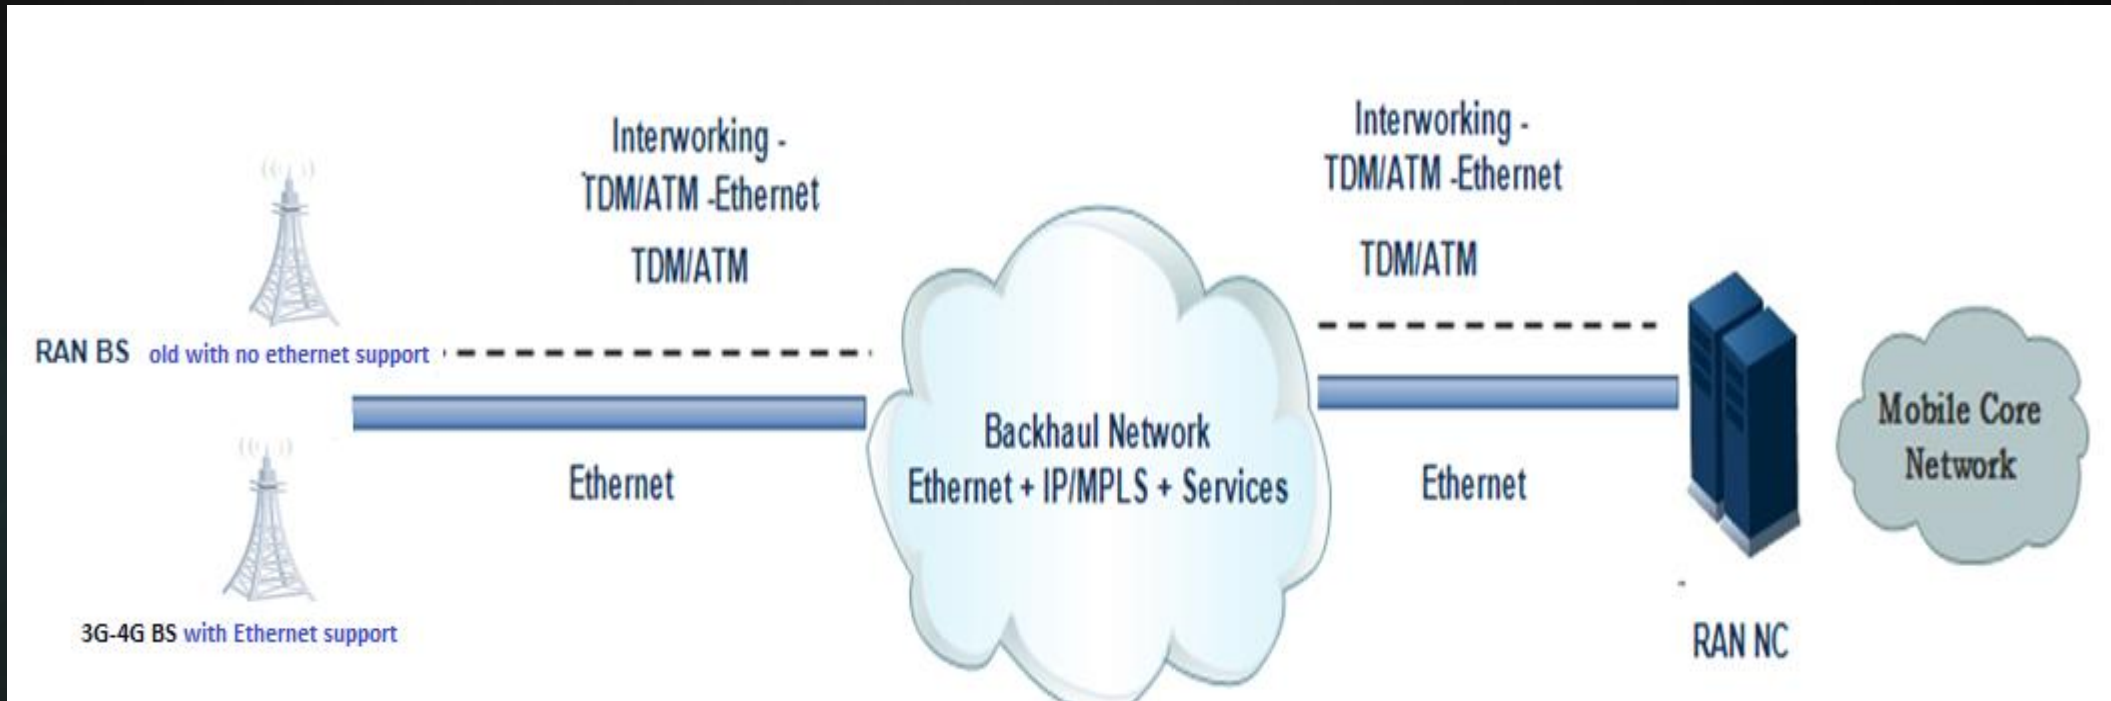 Interworking -
TDM/ATM -Ethernet
TDM/ATM
Interworking -
TDM/ATM -Ethernet
TDM/ATM
RAN BS old with no ethernet support
Ethernet
Backhaul Network
Ethernet + IP/MPLS + Services
Ethernet
Mobile Core
Network
3G-4G BS with Ethernet support
RAN NC